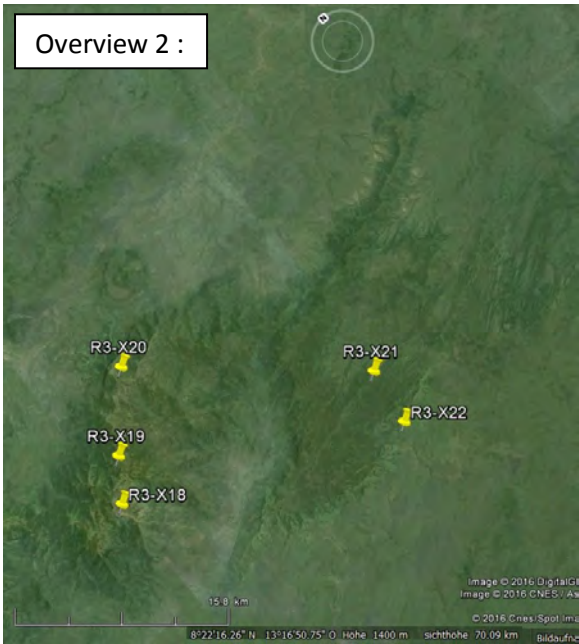 Overview 2 :
R3-X20
R3-X21
R3-X22
R3-X19
R3-X18
15.8 km
Image © 2016 DigitalGl
Image © 2016 CNES / As
© 2016 Cnes/Spot Ima
8°22'16.26" N 13°16'50.75" O Höhe 1400 m sichthöhe 70.09 km Bildaufna